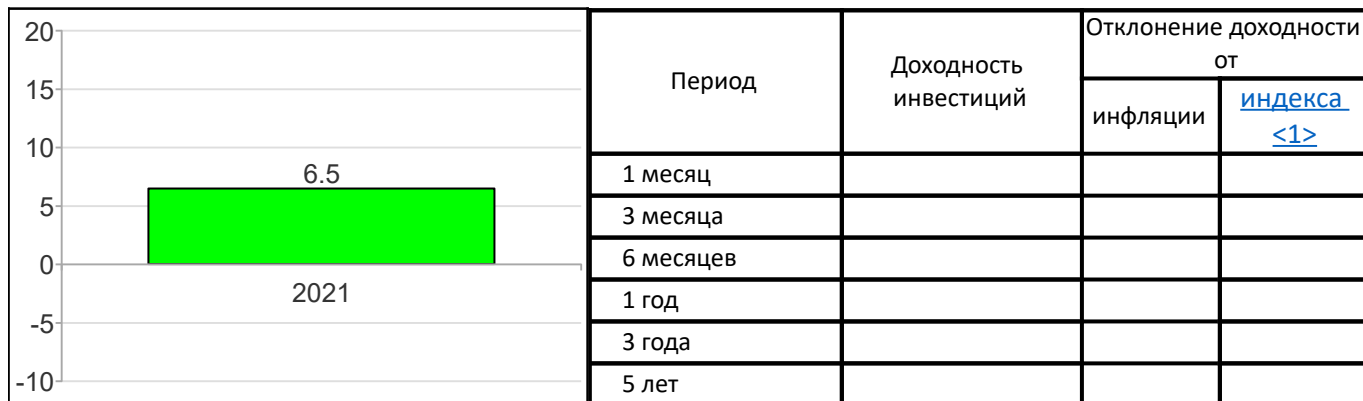 20
15
10
5
0
-5
-10
6.5
2021
Период
Доходность
инвестиций
Отклонение доходности
от
инфляции
индекса
<1>
1 месяц
3 месяца
6 месяцев
1 год
3 года
5 лет